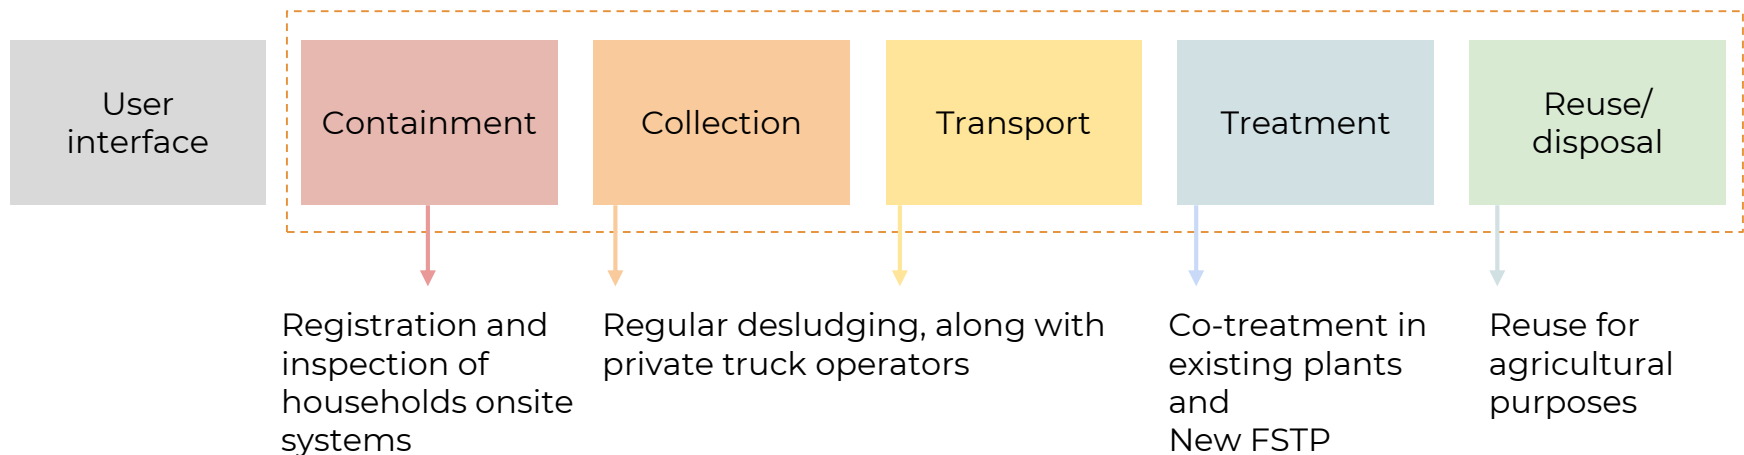 User
interface
Containment
Collection
Transport
Treatment
Reuse/
disposal
Registration and
inspection of
households onsite
systems
Regular desludging, along with
private truck operators
Co-treatment in
existing plants
and
New FSTP
Reuse for
agricultural
purposes